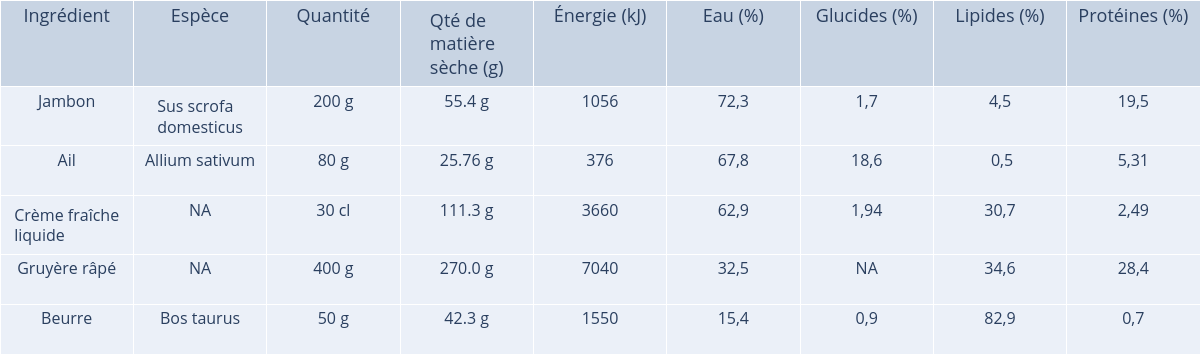 Ingrédient Espèce Quantité Qté de matière sèche (g) Énergie (kJ) Eau (%) Glucides (%) Lipides (%) Protéines (%)
Jambon Sus scrofa domesticus 200 g 55.4 g 1056 72,3 1,7 4,5 19,5
Ail Allium sativum 80 g 25.76 g 376 67,8 18,6 0,5 5,31
Crème fraîche liquide NA 30 cl 111.3 g 3660 62,9 1,94 30,7 2,49
Gruyère râpé NA 400 g 270.0 g 7040 32,5 NA 34,6 28,4
Beurre Bos taurus 50 g 42.3 g 1550 15,4 0,9 82,9 0,7